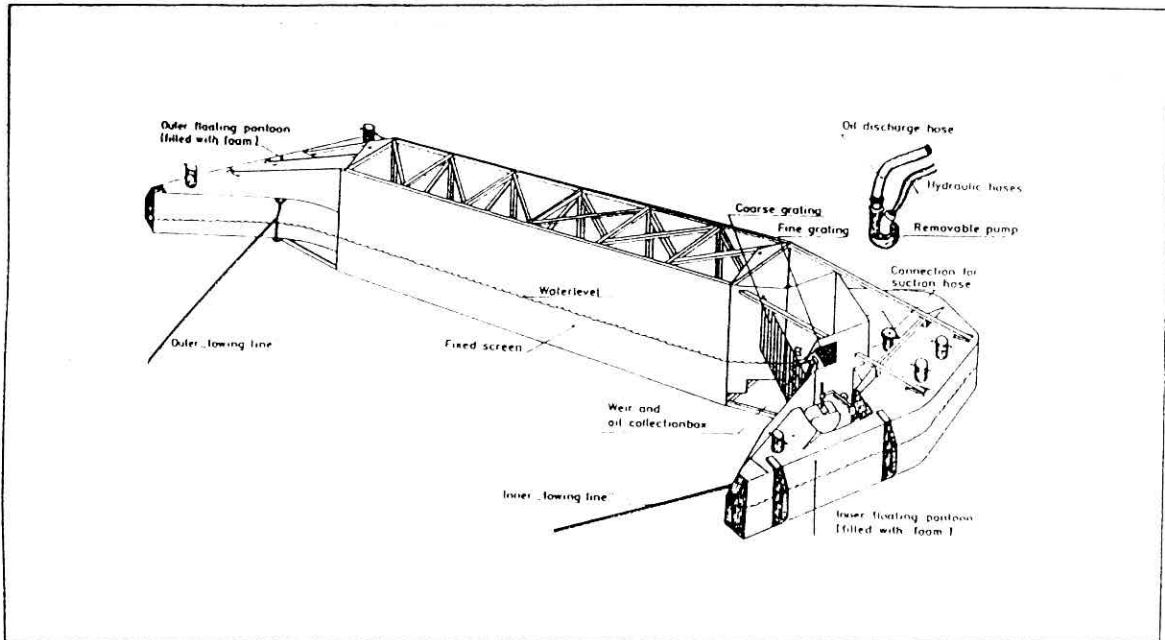 Outer floating pontoon
[filled with foam]
Oil discharge hose
Hydraulic hoses
Removable pump
Coarse grating
Fine grating
Connection for
suction hose
Waterlevel
Fixed screen
Outer towing line
Weir and
oil collectionbox
Inner towing line
Inner floating pontoon
[filled with foam]